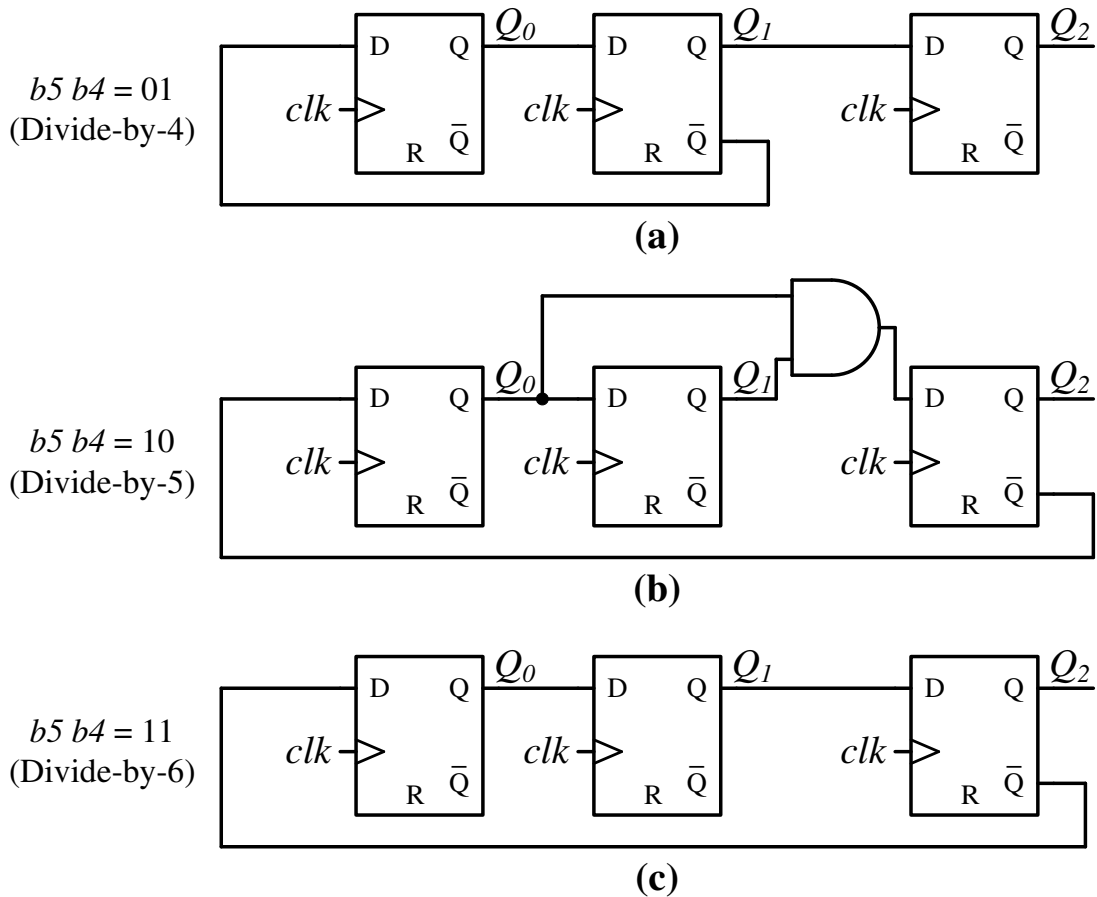 Q0 Q1 Q2
D Q D Q D Q
b5 b4 = 01
(Divide-by-4)
clk clk clk
R Q̅ R Q̅ R Q̅
(a)
Q0 Q1 Q2
D Q D Q D Q
b5 b4 = 10
(Divide-by-5)
clk clk clk
R Q̅ R Q̅ R Q̅
(b)
Q0 Q1 Q2
D Q D Q D Q
b5 b4 = 11
(Divide-by-6)
clk clk clk
R Q̅ R Q̅ R Q̅
(c)